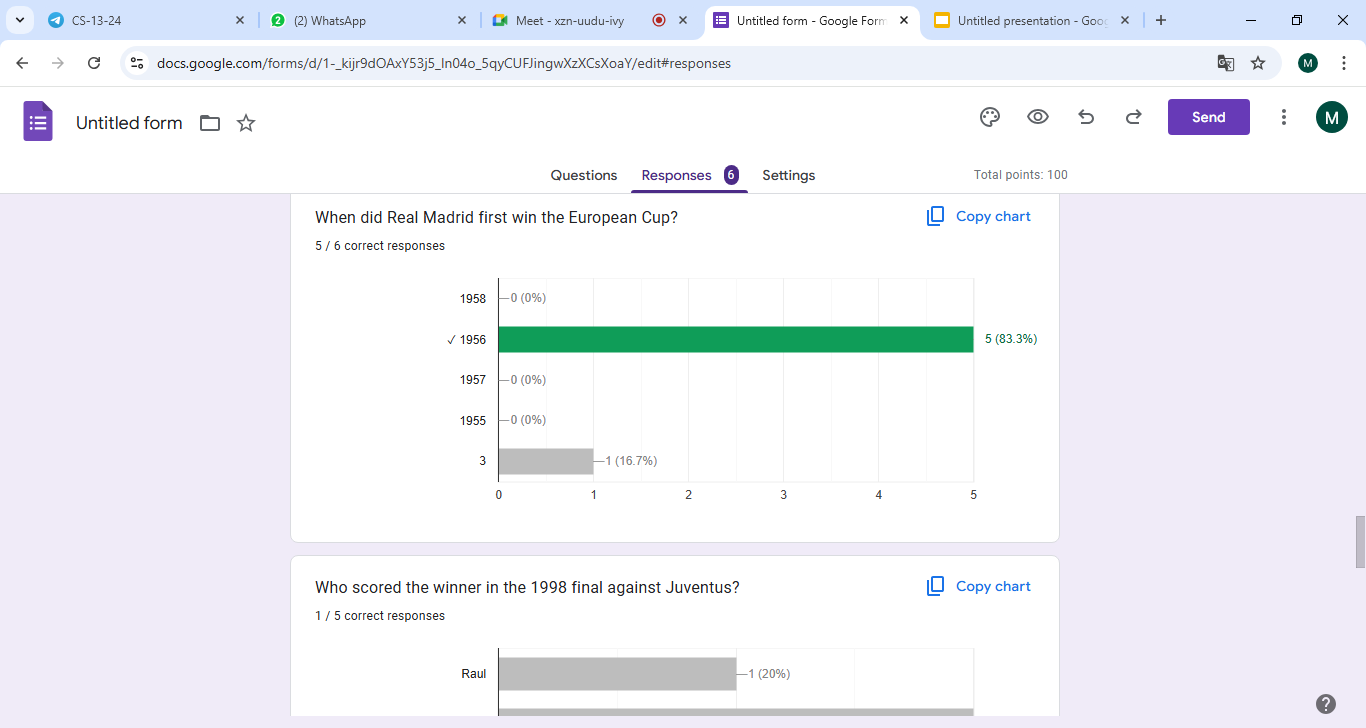 CS-13-24
2 (2) WhatsApp
Meet - xzn-uudu-ivy
Untitled form - Google Form
Untitled presentation - Goog
docs.google.com/forms/d/1-_kijr9dOAxY53j5_ln04o_5qyCUFJingwXzXCsXoaY/edit#responses
M
Untitled form
Send
M
Questions
Responses 6
Settings
Total points: 100
When did Real Madrid first win the European Cup?
Copy chart
5 / 6 correct responses
1958 0 (0%)
✓ 1956 5 (83.3%)
1957 0 (0%)
1955 0 (0%)
3 1 (16.7%)
0 1 2 3 4 5
Who scored the winner in the 1998 final against Juventus?
Copy chart
1 / 5 correct responses
Raul 1 (20%)